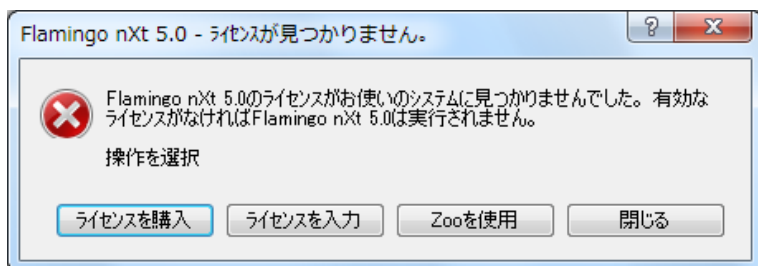 Flamingo nXt 5.0 - ﾗｲｾﾝｽが見つかりません。
Flamingo nXt 5.0のライセンスがお使いのシステムに見つかりませんでした。有効な
ライセンスがなければFlamingo nXt 5.0は実行されません。
操作を選択
ライセンスを購入 ライセンスを入力 Zooを使用 閉じる